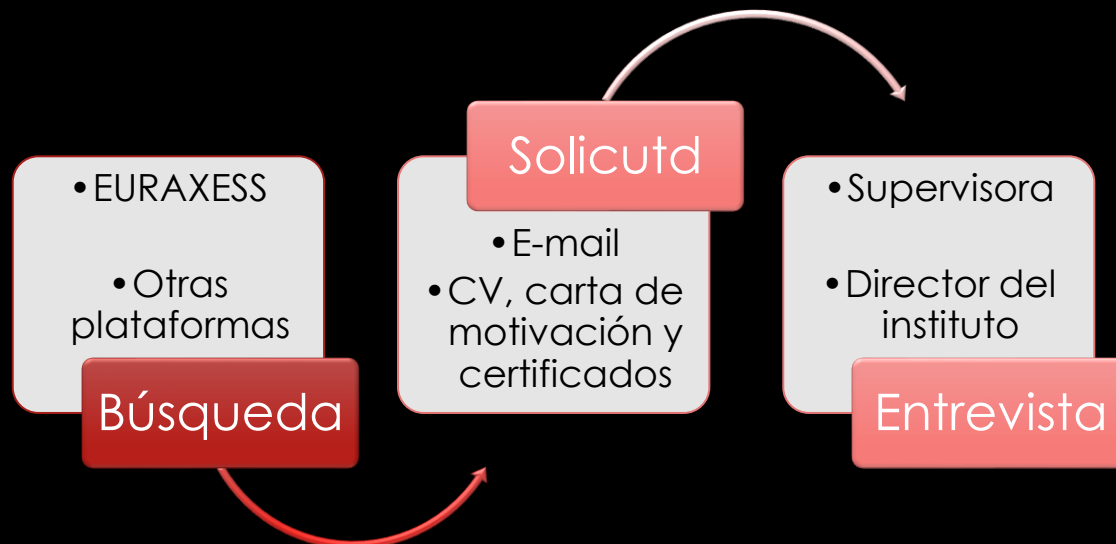 •EURAXESS
•Otras
plataformas
Búsqueda
Solicutd
•E-mail
•CV, carta de
motivación y
certificados
•Supervisora
•Director del
instituto
Entrevista